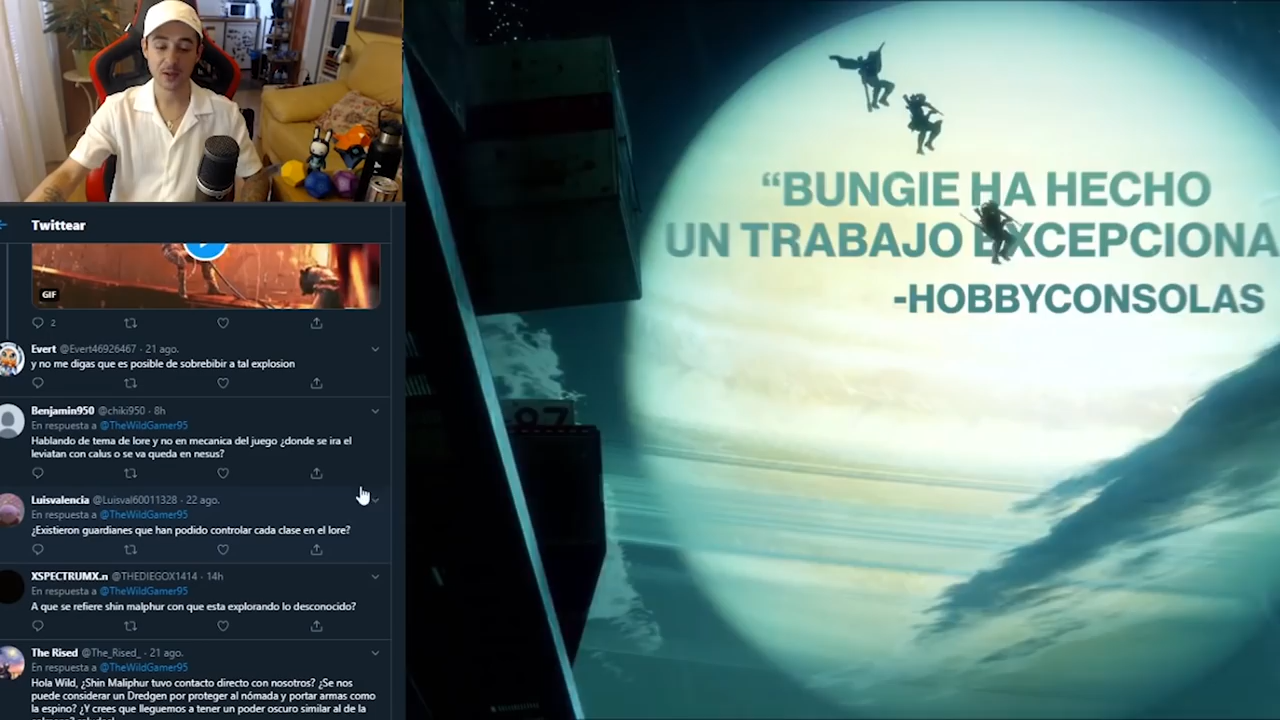 Twittear
GIF
2
Evert @Evert46926467 · 21 ago.
y no me digas que es posible de sobrebibir a tal explosion
Benjamin950 @chiki950 · 8h
En respuesta a @TheWildGamer95
Hablando de tema de lore y no en mecanica del juego ¿donde se ira el
leviatan con calus o se va queda en nesus?
Luisvalencia @Luisval60011328 · 22 ago.
En respuesta a @TheWildGamer95
¿Existieron guardianes que han podido controlar cada clase en el lore?
XSPECTRUMX.n @THEDIEGOX1414 · 14h
En respuesta a @TheWildGamer95
A que se refiere shin malphur con que esta explorando lo desconocido?
The Rised @The_Rised_ · 21 ago.
En respuesta a @TheWildGamer95
Hola Wild, ¿Shin Maliphur tuvo contacto directo con nosotros? ¿Se nos
puede considerar un Dredgen por proteger al nómada y portar armas como
la espino? ¿Y crees que lleguemos a tener un poder oscuro similar al de la
“BUNGIE HA HECHO
UN TRABAJO EXCEPCIONA
-HOBBYCONSOLAS
87